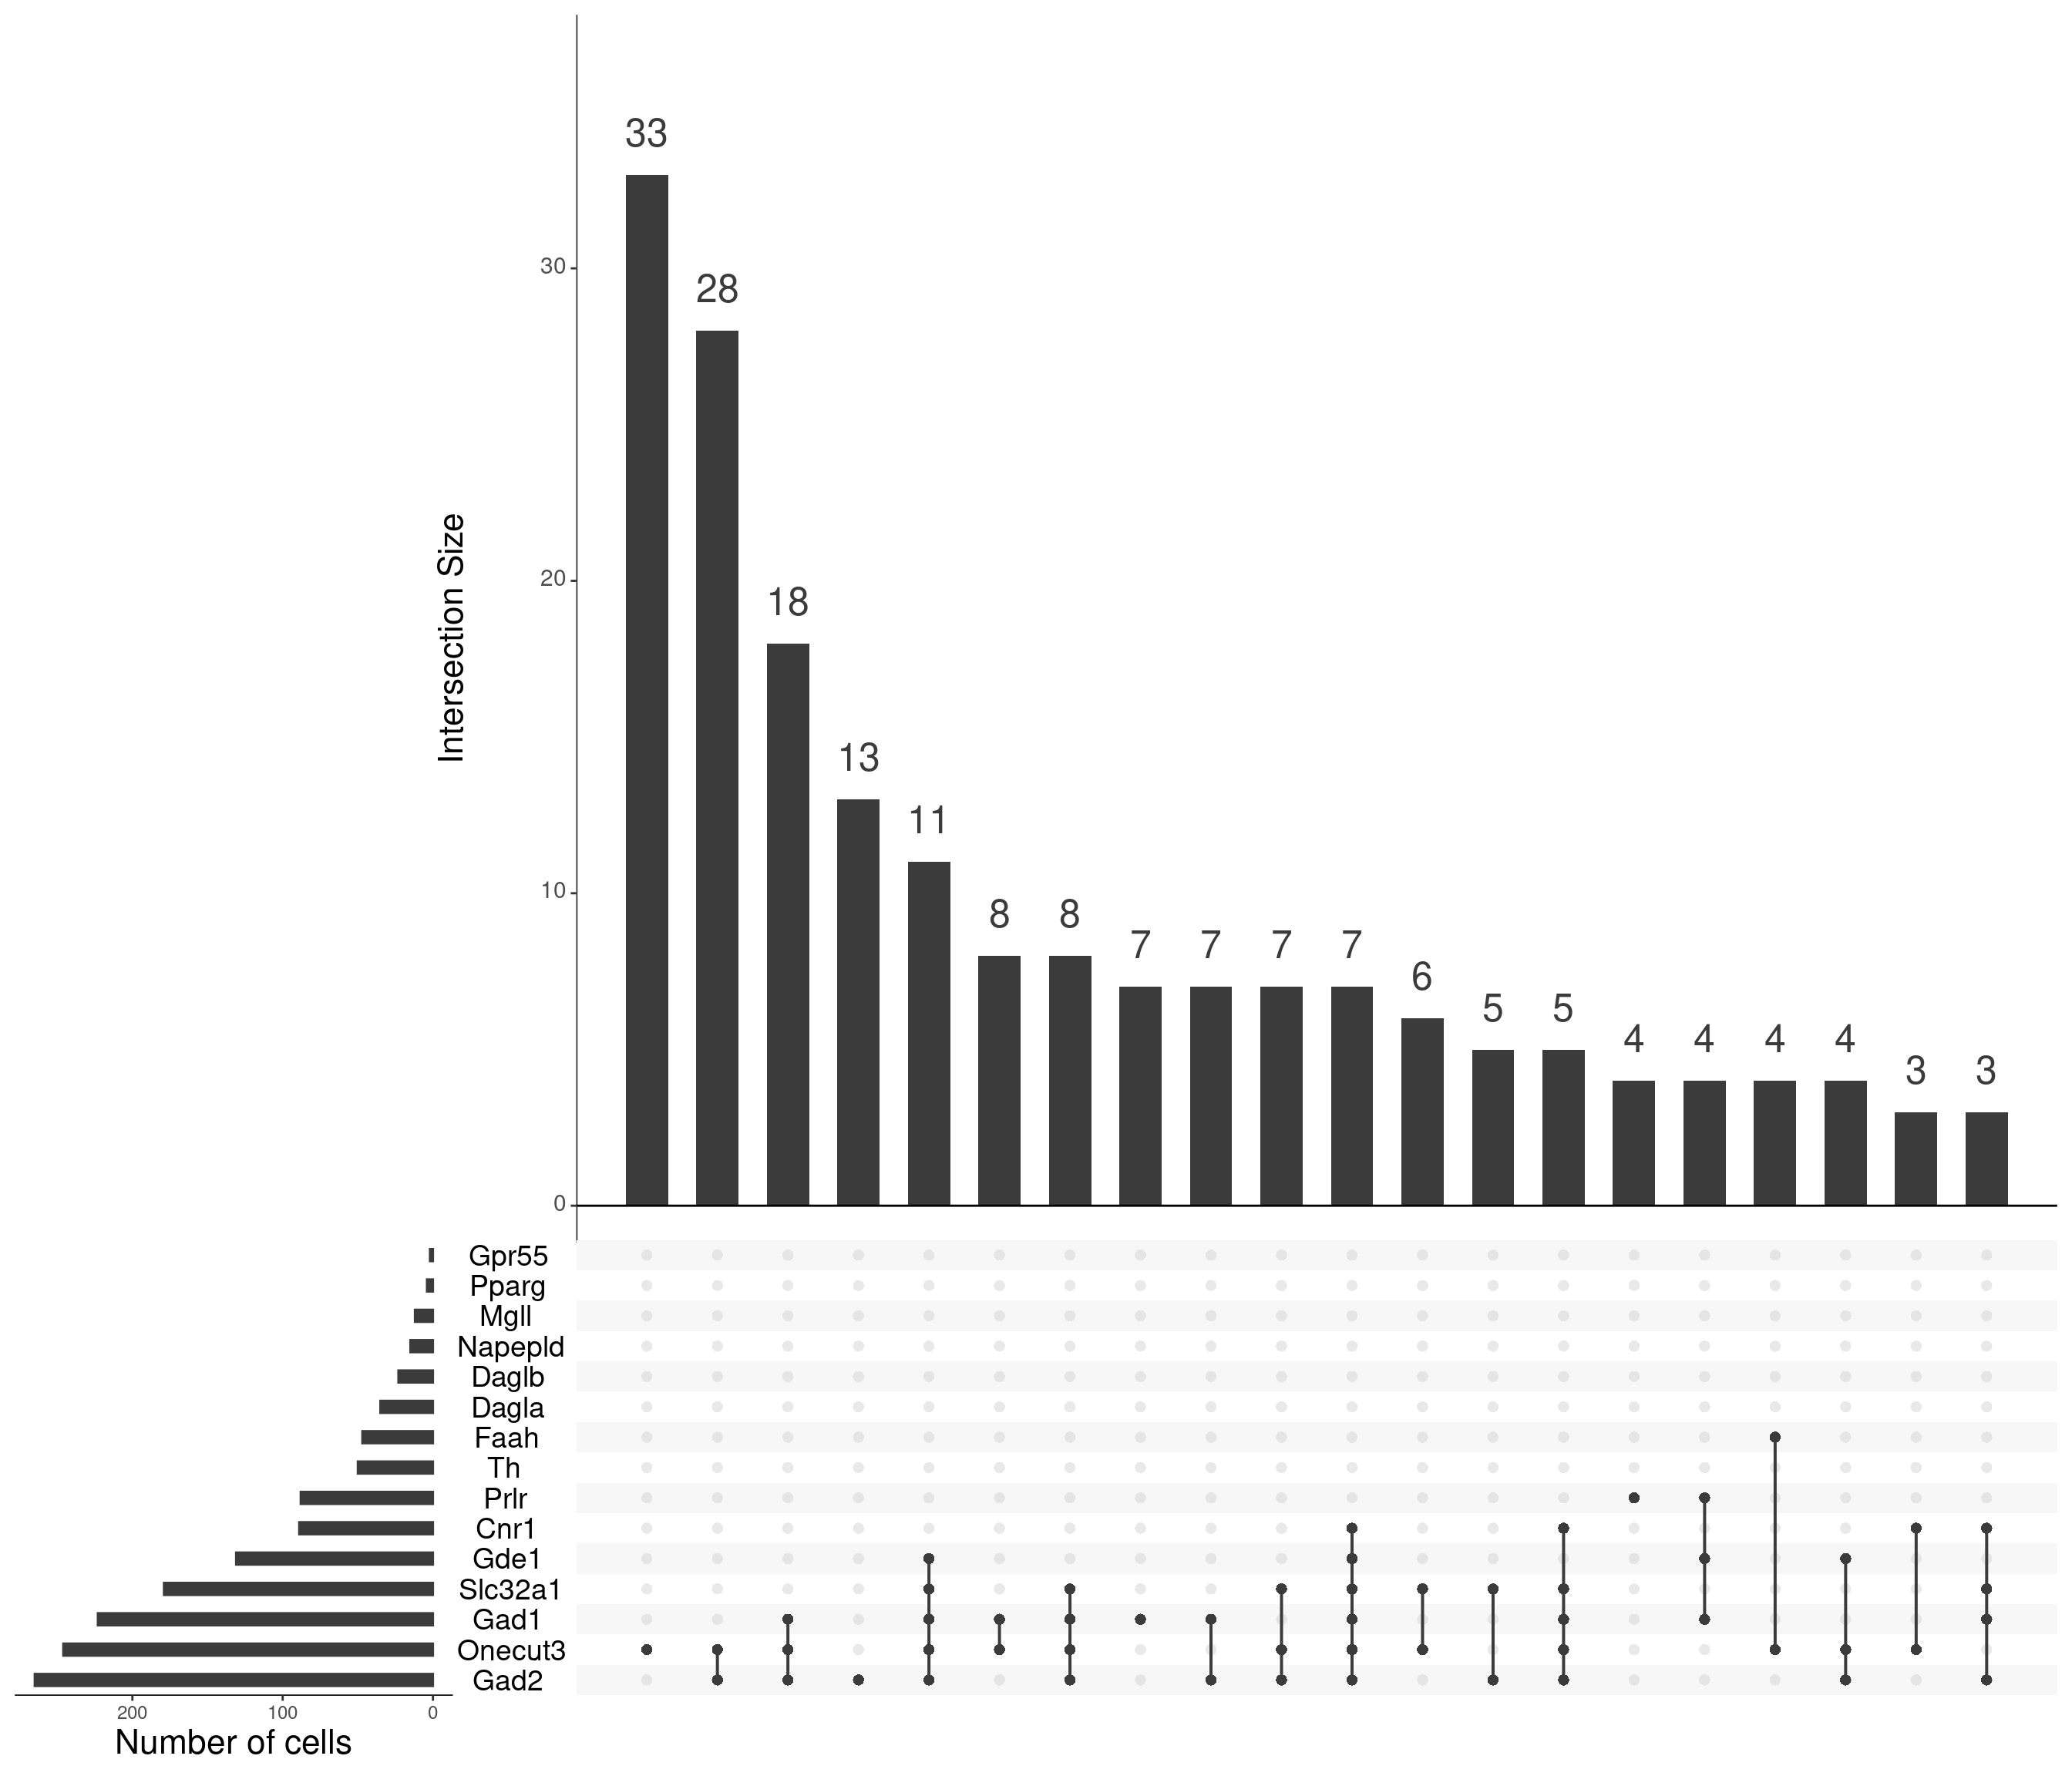 33
28
18
13
11
8
8
7
7
7
7
6
5
5
4
4
4
4
3
3
30
20
10
0
Intersection Size
Gpr55
Pparg
Mgll
Napepld
Daglb
Dagla
Faah
Th
Prlr
Cnr1
Gde1
Slc32a1
Gad1
Onecut3
Gad2
200 100 0
Number of cells